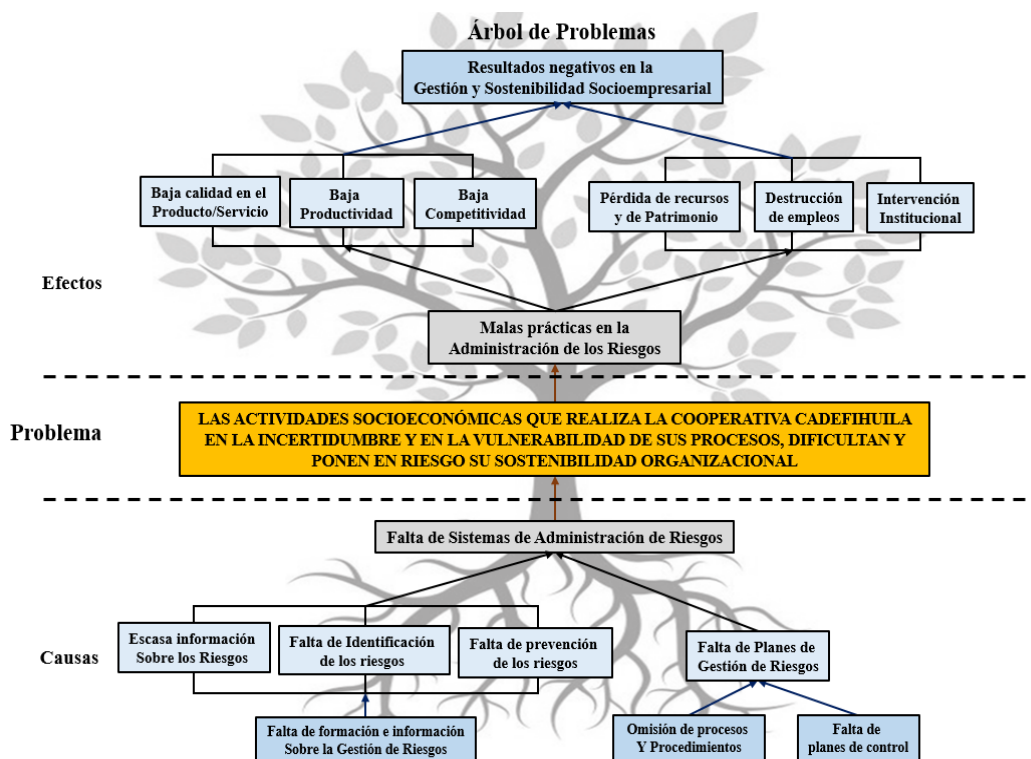 Árbol de Problemas
Resultados negativos en la
Gestión y Sostenibilidad Socioempresarial
Baja calidad en el
Producto/Servicio
Baja
Productividad
Baja
Competitividad
Pérdida de recursos
y de Patrimonio
Destrucción
de empleos
Intervención
Institucional
Efectos
Malas prácticas en la
Administración de los Riesgos
Problema
LAS ACTIVIDADES SOCIOECONÓMICAS QUE REALIZA LA COOPERATIVA CADEFIHUILA
EN LA INCERTIDUMBRE Y EN LA VULNERABILIDAD DE SUS PROCESOS, DIFICULTAN Y
PONEN EN RIESGO SU SOSTENIBILIDAD ORGANIZACIONAL
Falta de Sistemas de Administración de Riesgos
Causas
Escasa información
Sobre los Riesgos
Falta de Identificación
de los riesgos
Falta de prevención
de los riesgos
Falta de Planes de
Gestión de Riesgos
Falta de formación e información
Sobre la Gestión de Riesgos
Omisión de procesos
Y Procedimientos
Falta de
planes de control